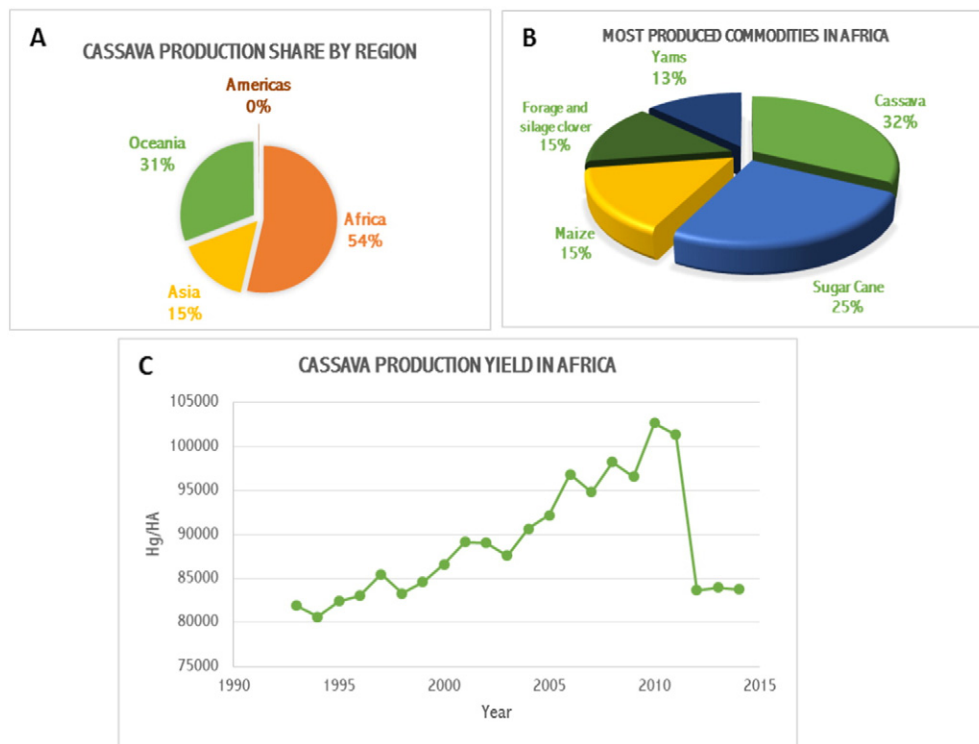 A
CASSAVA PRODUCTION SHARE BY REGION
Americas
0%
Oceania
31%
Africa
54%
Asia
15%
B
MOST PRODUCED COMMODITIES IN AFRICA
Yams
13%
Cassava
32%
Forage and
silage clover
15%
Maize
15%
Sugar Cane
25%
C
CASSAVA PRODUCTION YIELD IN AFRICA
105000
100000
95000
90000
85000
80000
75000
Hg/HA
1990
1995
2000
2005
2010
2015
Year